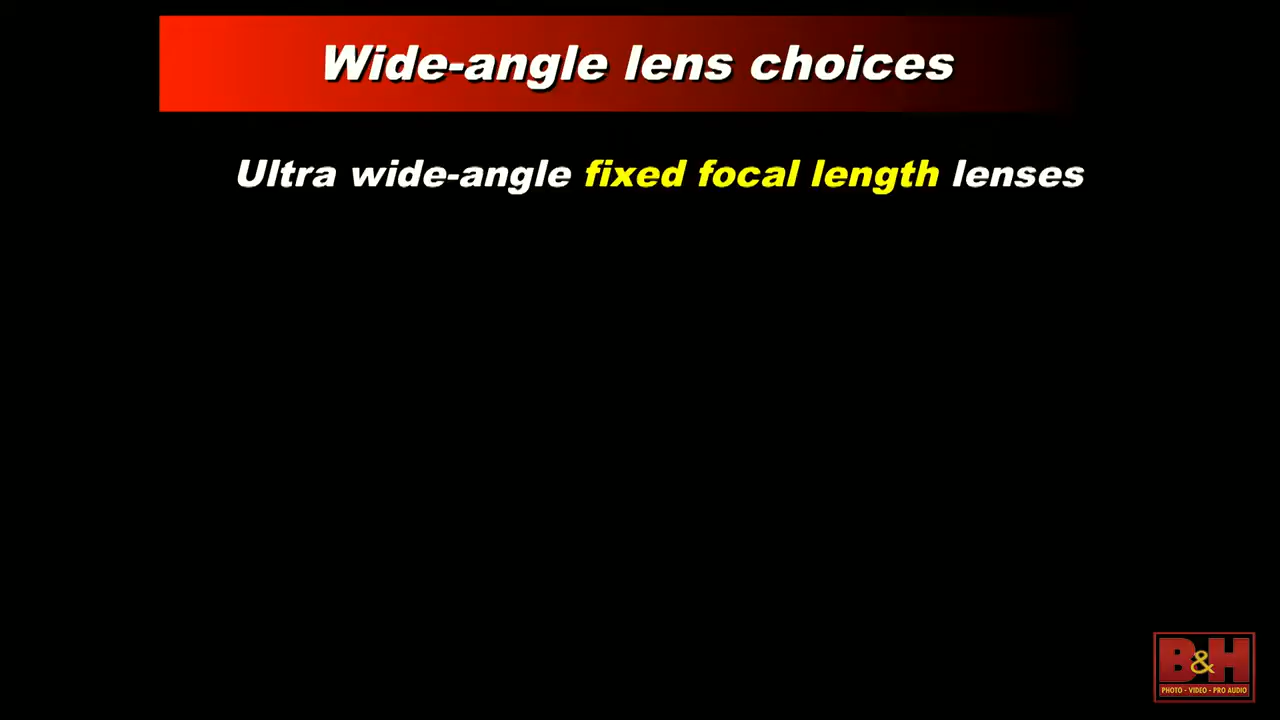 Wide-angle lens choices
Ultra wide-angle fixed focal length lenses
B&H
PHOTO - VIDEO - PRO AUDIO